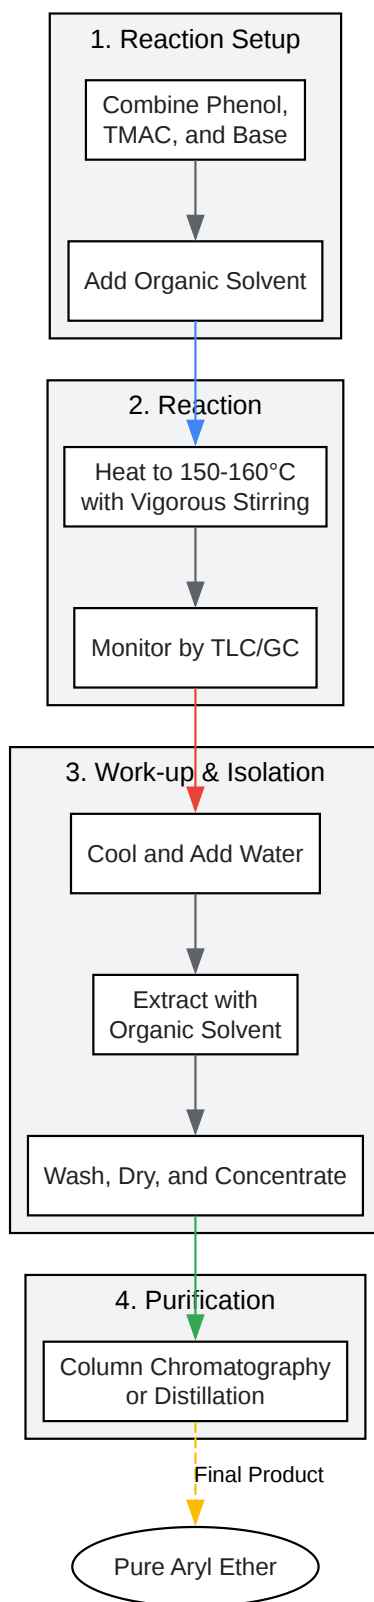 1. Reaction Setup
Combine Phenol,
TMAC, and Base
Add Organic Solvent
2. Reaction
Heat to 150-160°C
with Vigorous Stirring
Monitor by TLC/GC
3. Work-up & Isolation
Cool and Add Water
Extract with
Organic Solvent
Wash, Dry, and Concentrate
4. Purification
Column Chromatography
or Distillation
Final Product
Pure Aryl Ether